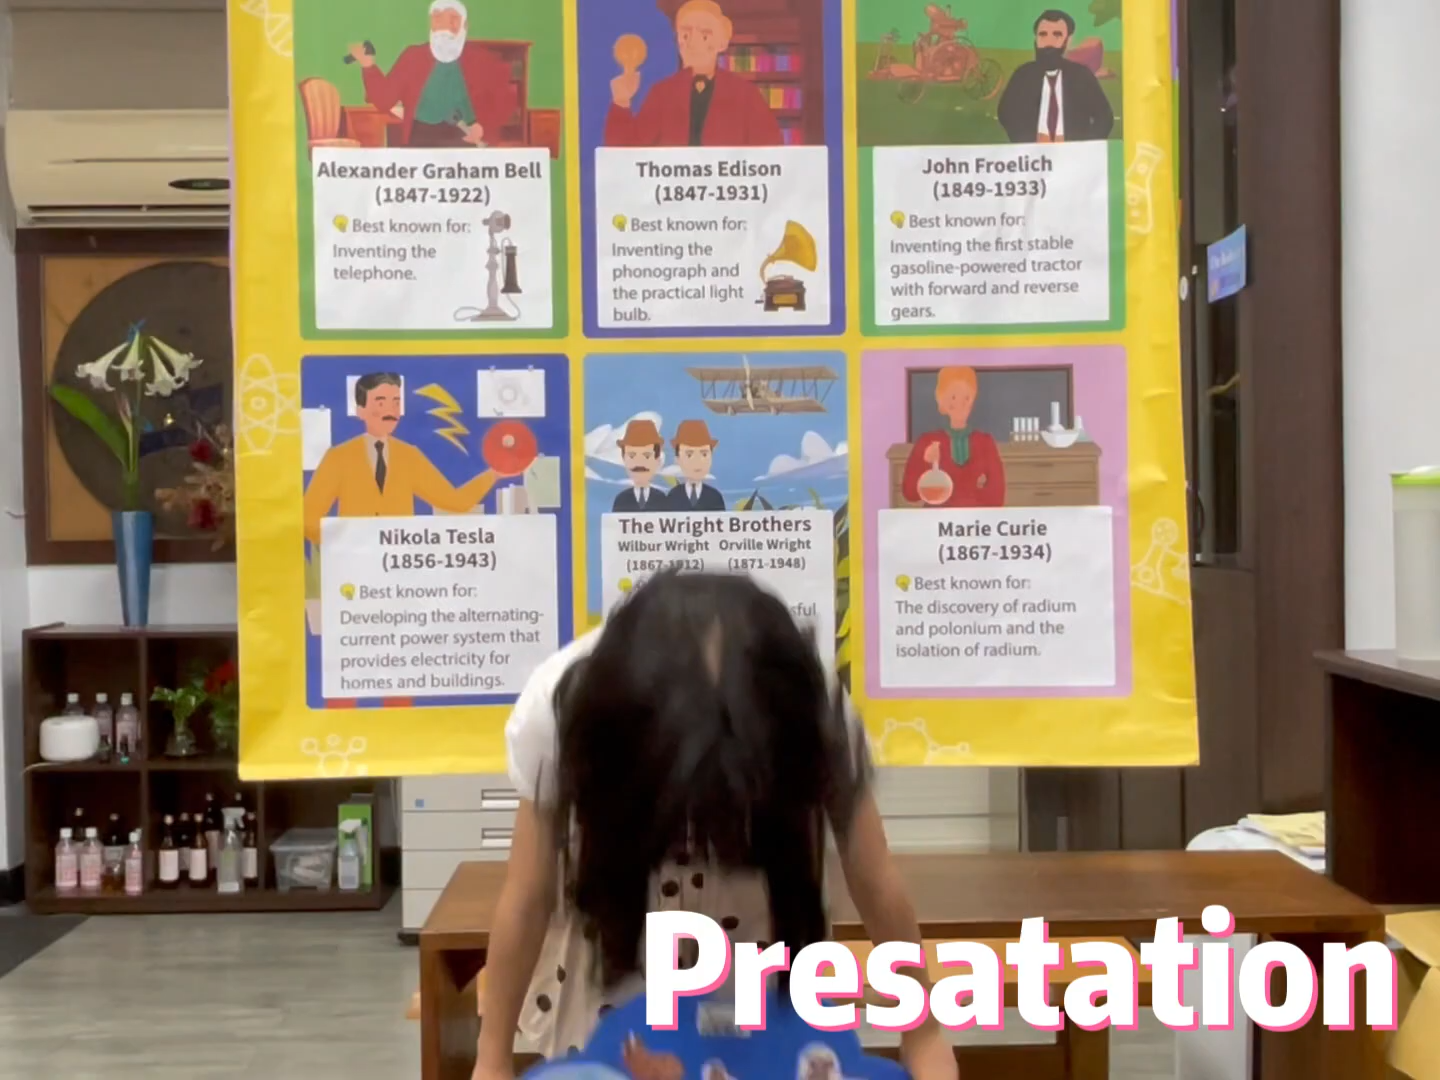 Alexander Graham Bell
(1847-1922)
Best known for:
Inventing the
telephone.
Thomas Edison
(1847-1931)
Best known for:
Inventing the
phonograph and
the practical light
bulb.
John Froelich
(1849-1933)
Best known for:
Inventing the first stable
gasoline-powered tractor
with forward and reverse
gears.
Nikola Tesla
(1856-1943)
Best known for:
Developing the alternating-
current power system that
provides electricity for
homes and buildings.
The Wright Brothers
Wilbur Wright Orville Wright
(1867-1912) (1871-1948)
Marie Curie
(1867-1934)
Best known for:
The discovery of radium
and polonium and the
isolation of radium.
Presatation